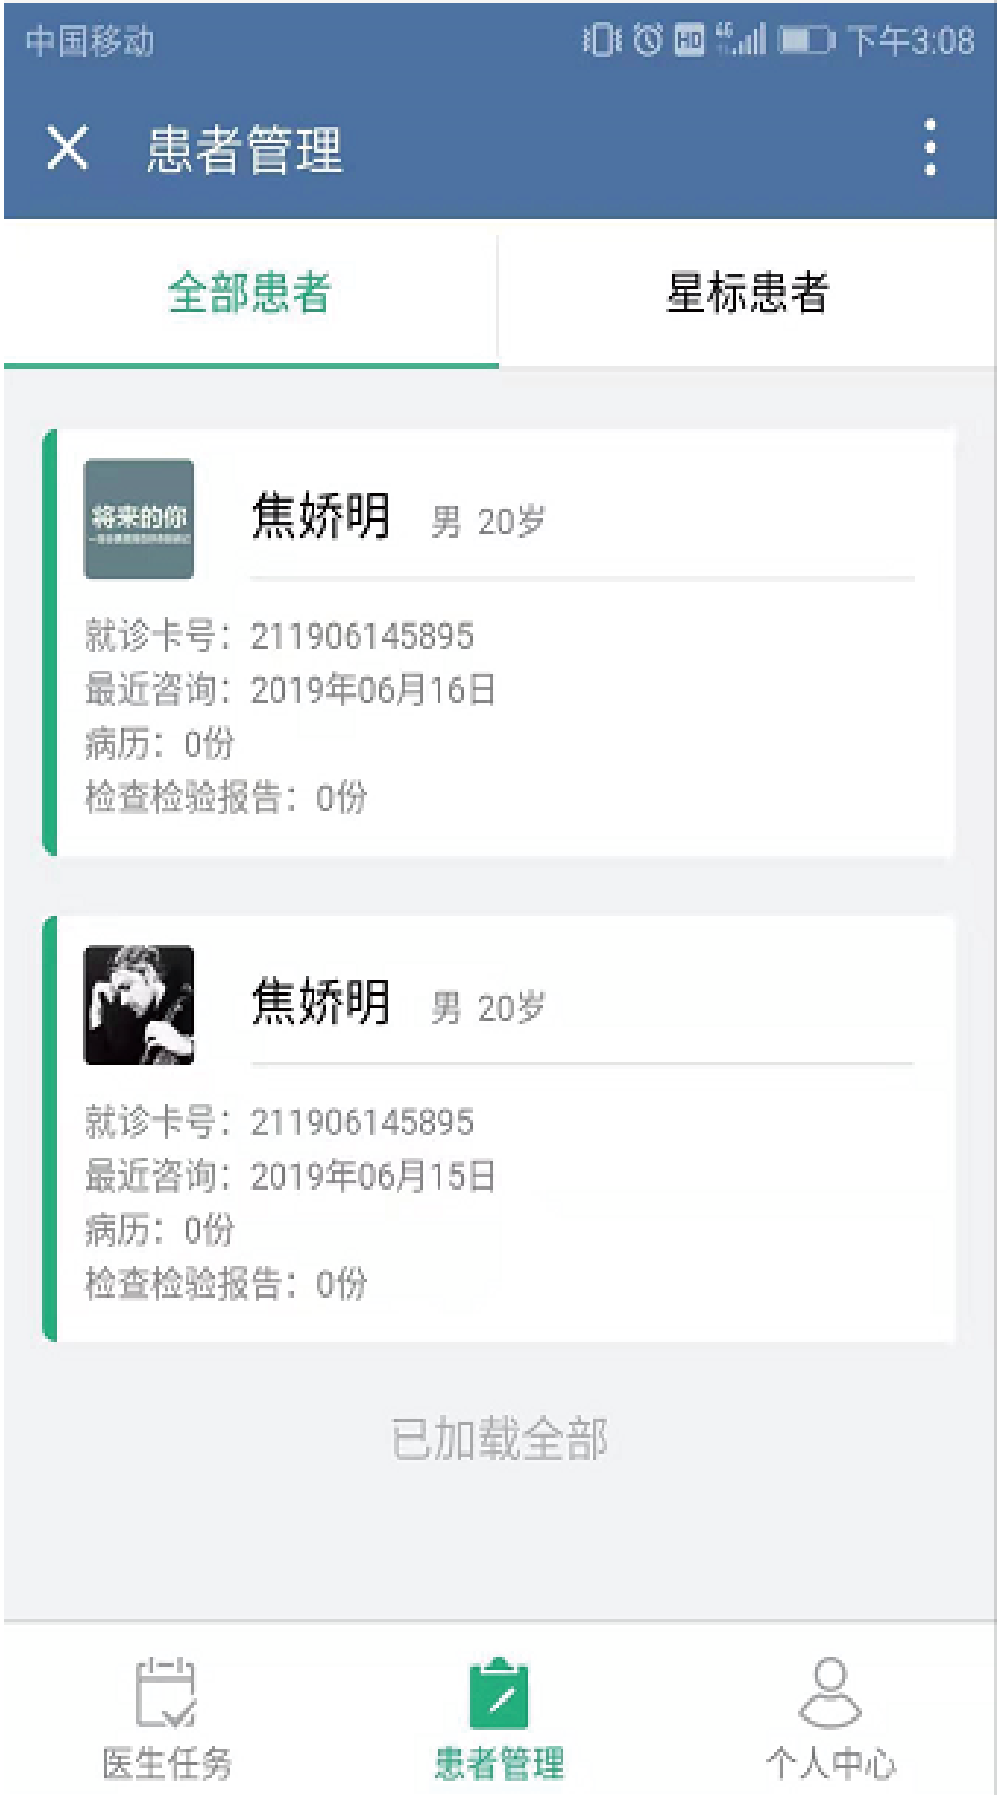 中国移动 HD 4G 下午3:08
患者管理
全部患者 星标患者
将来的你
焦娇明 男 20岁
就诊卡号：211906145895
最近咨询：2019年06月16日
病历：0份
检查检验报告：0份
焦娇明 男 20岁
就诊卡号：211906145895
最近咨询：2019年06月15日
病历：0份
检查检验报告：0份
已加载全部
医生任务 患者管理 个人中心